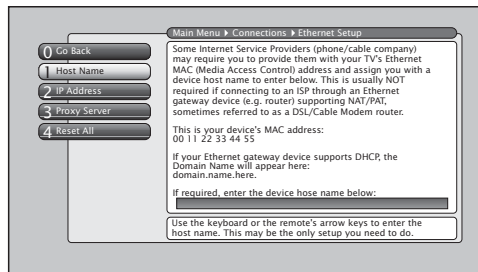 Main Menu ▶ Connections ▶ Ethernet Setup
0 Go Back
1 Host Name
2 IP Address
3 Proxy Server
4 Reset All
Some Internet Service Providers (phone/cable company)
may require you to provide them with your TV's Ethernet
MAC (Media Access Control) address and assign you with a
device host name to enter below. This is usually NOT
required if connecting to an ISP through an Ethernet
gateway device (e.g. router) supporting NAT/PAT,
sometimes referred to as a DSL/Cable Modem router.
This is your device's MAC address:
00 11 22 33 44 55
If your Ethernet gateway device supports DHCP, the
Domain Name will appear here:
domain.name.here.
If required, enter the device hose name below:
Use the keyboard or the remote's arrow keys to enter the
host name. This may be the only setup you need to do.